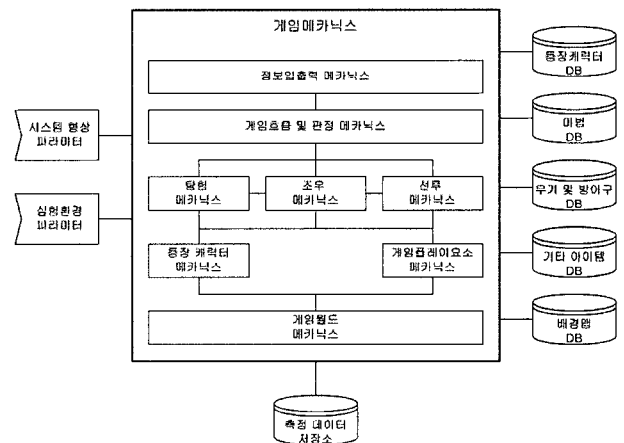 게임메카닉스
정보입출력 메카닉스
게임흐름 및 판정 메카닉스
탐험
메카닉스
조우
메카닉스
전투
메카닉스
등장 캐릭터
메카닉스
게임플레이요소
메카닉스
게임월드
메카닉스
시스템 형상
파라미터
실험환경
파라미터
등장캐릭터
DB
마법
DB
무기 및 방어구
DB
기타 아이템
DB
배경맵
DB
측정 데이터
저장소